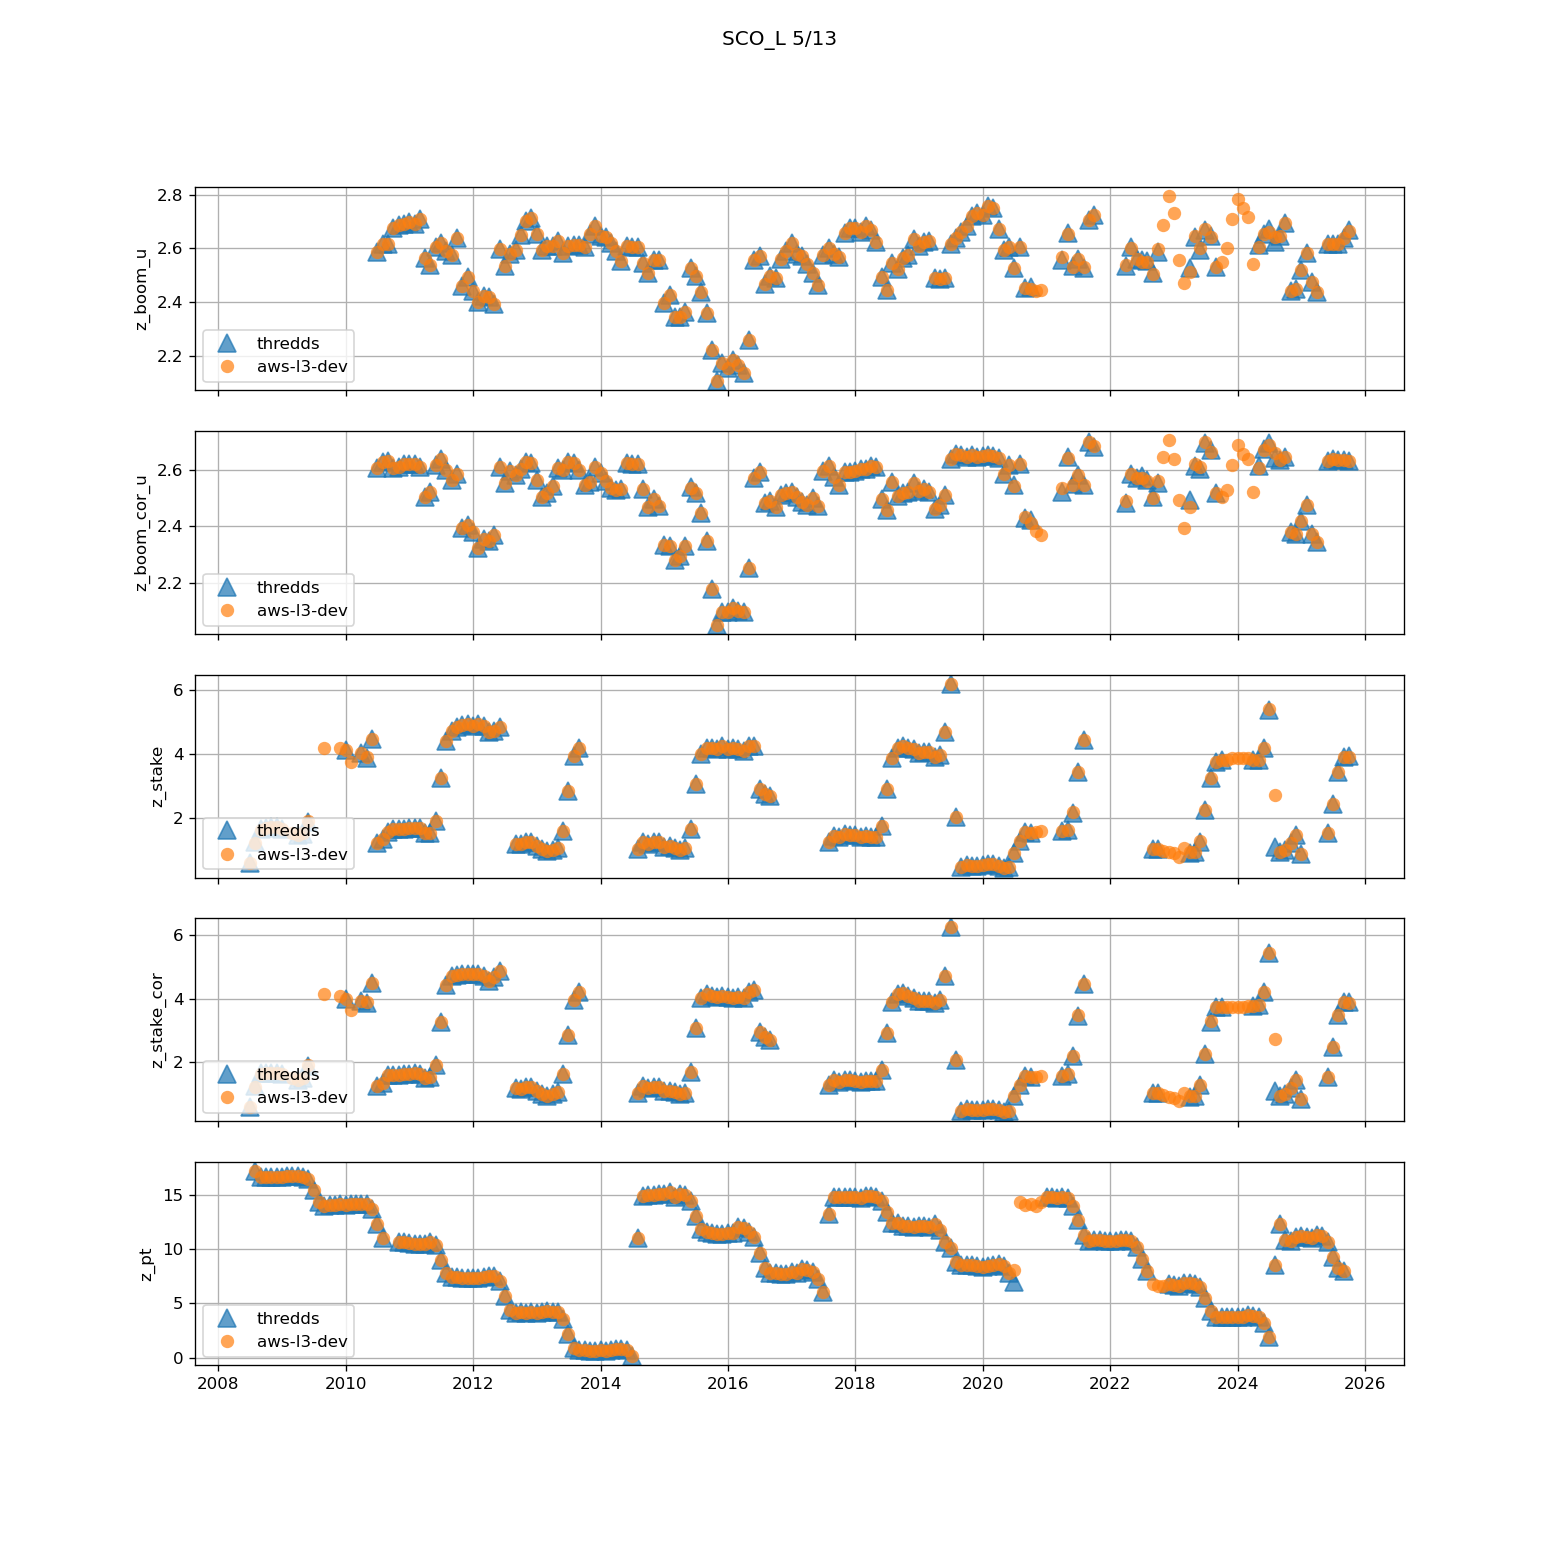 SCO_L 5/13
2.8
2.6
2.4
2.2
z_boom_u
thredds
aws-l3-dev
2.6
2.4
2.2
z_boom_cor_u
thredds
aws-l3-dev
6
4
2
z_stake
thredds
aws-l3-dev
6
4
2
z_stake_cor
thredds
aws-l3-dev
15
10
5
0
z_pt
thredds
aws-l3-dev
2008 2010 2012 2014 2016 2018 2020 2022 2024 2026